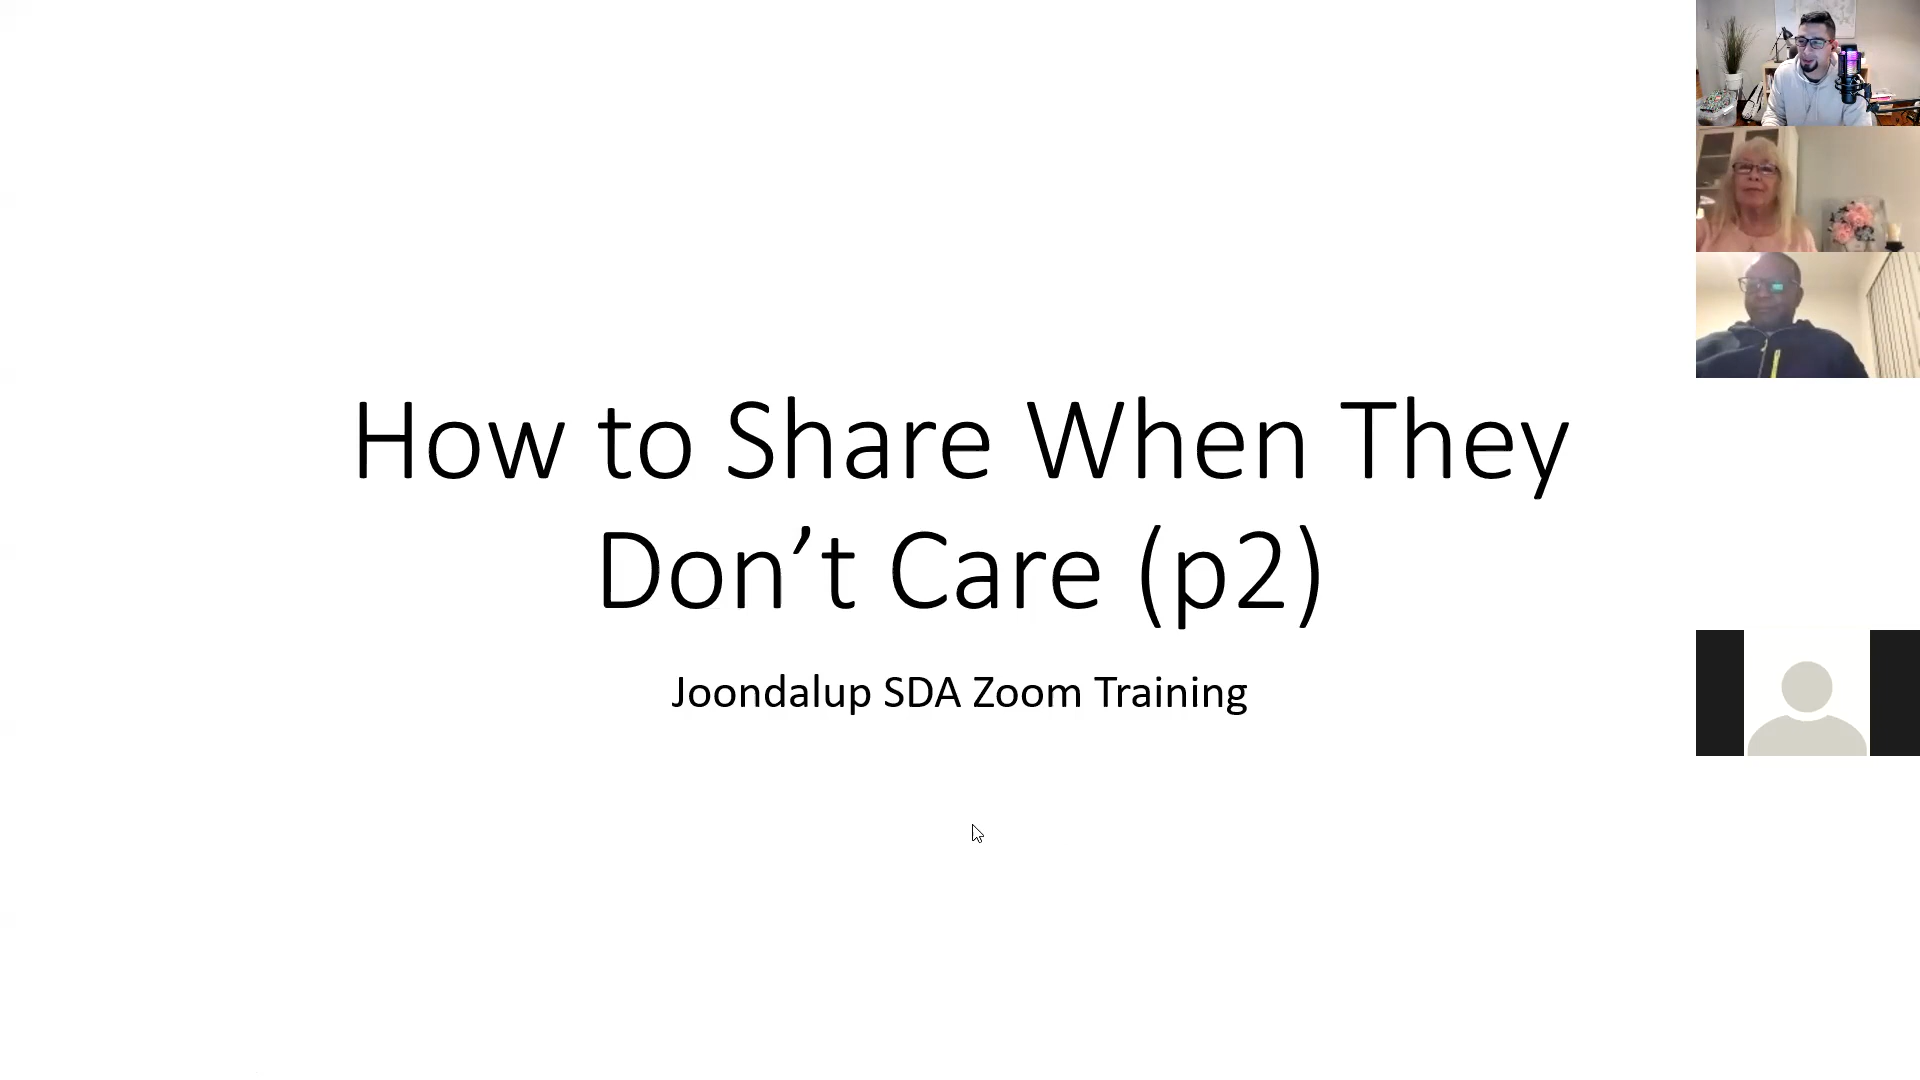 How to Share When They
Don’t Care (p2)
Joondalup SDA Zoom Training